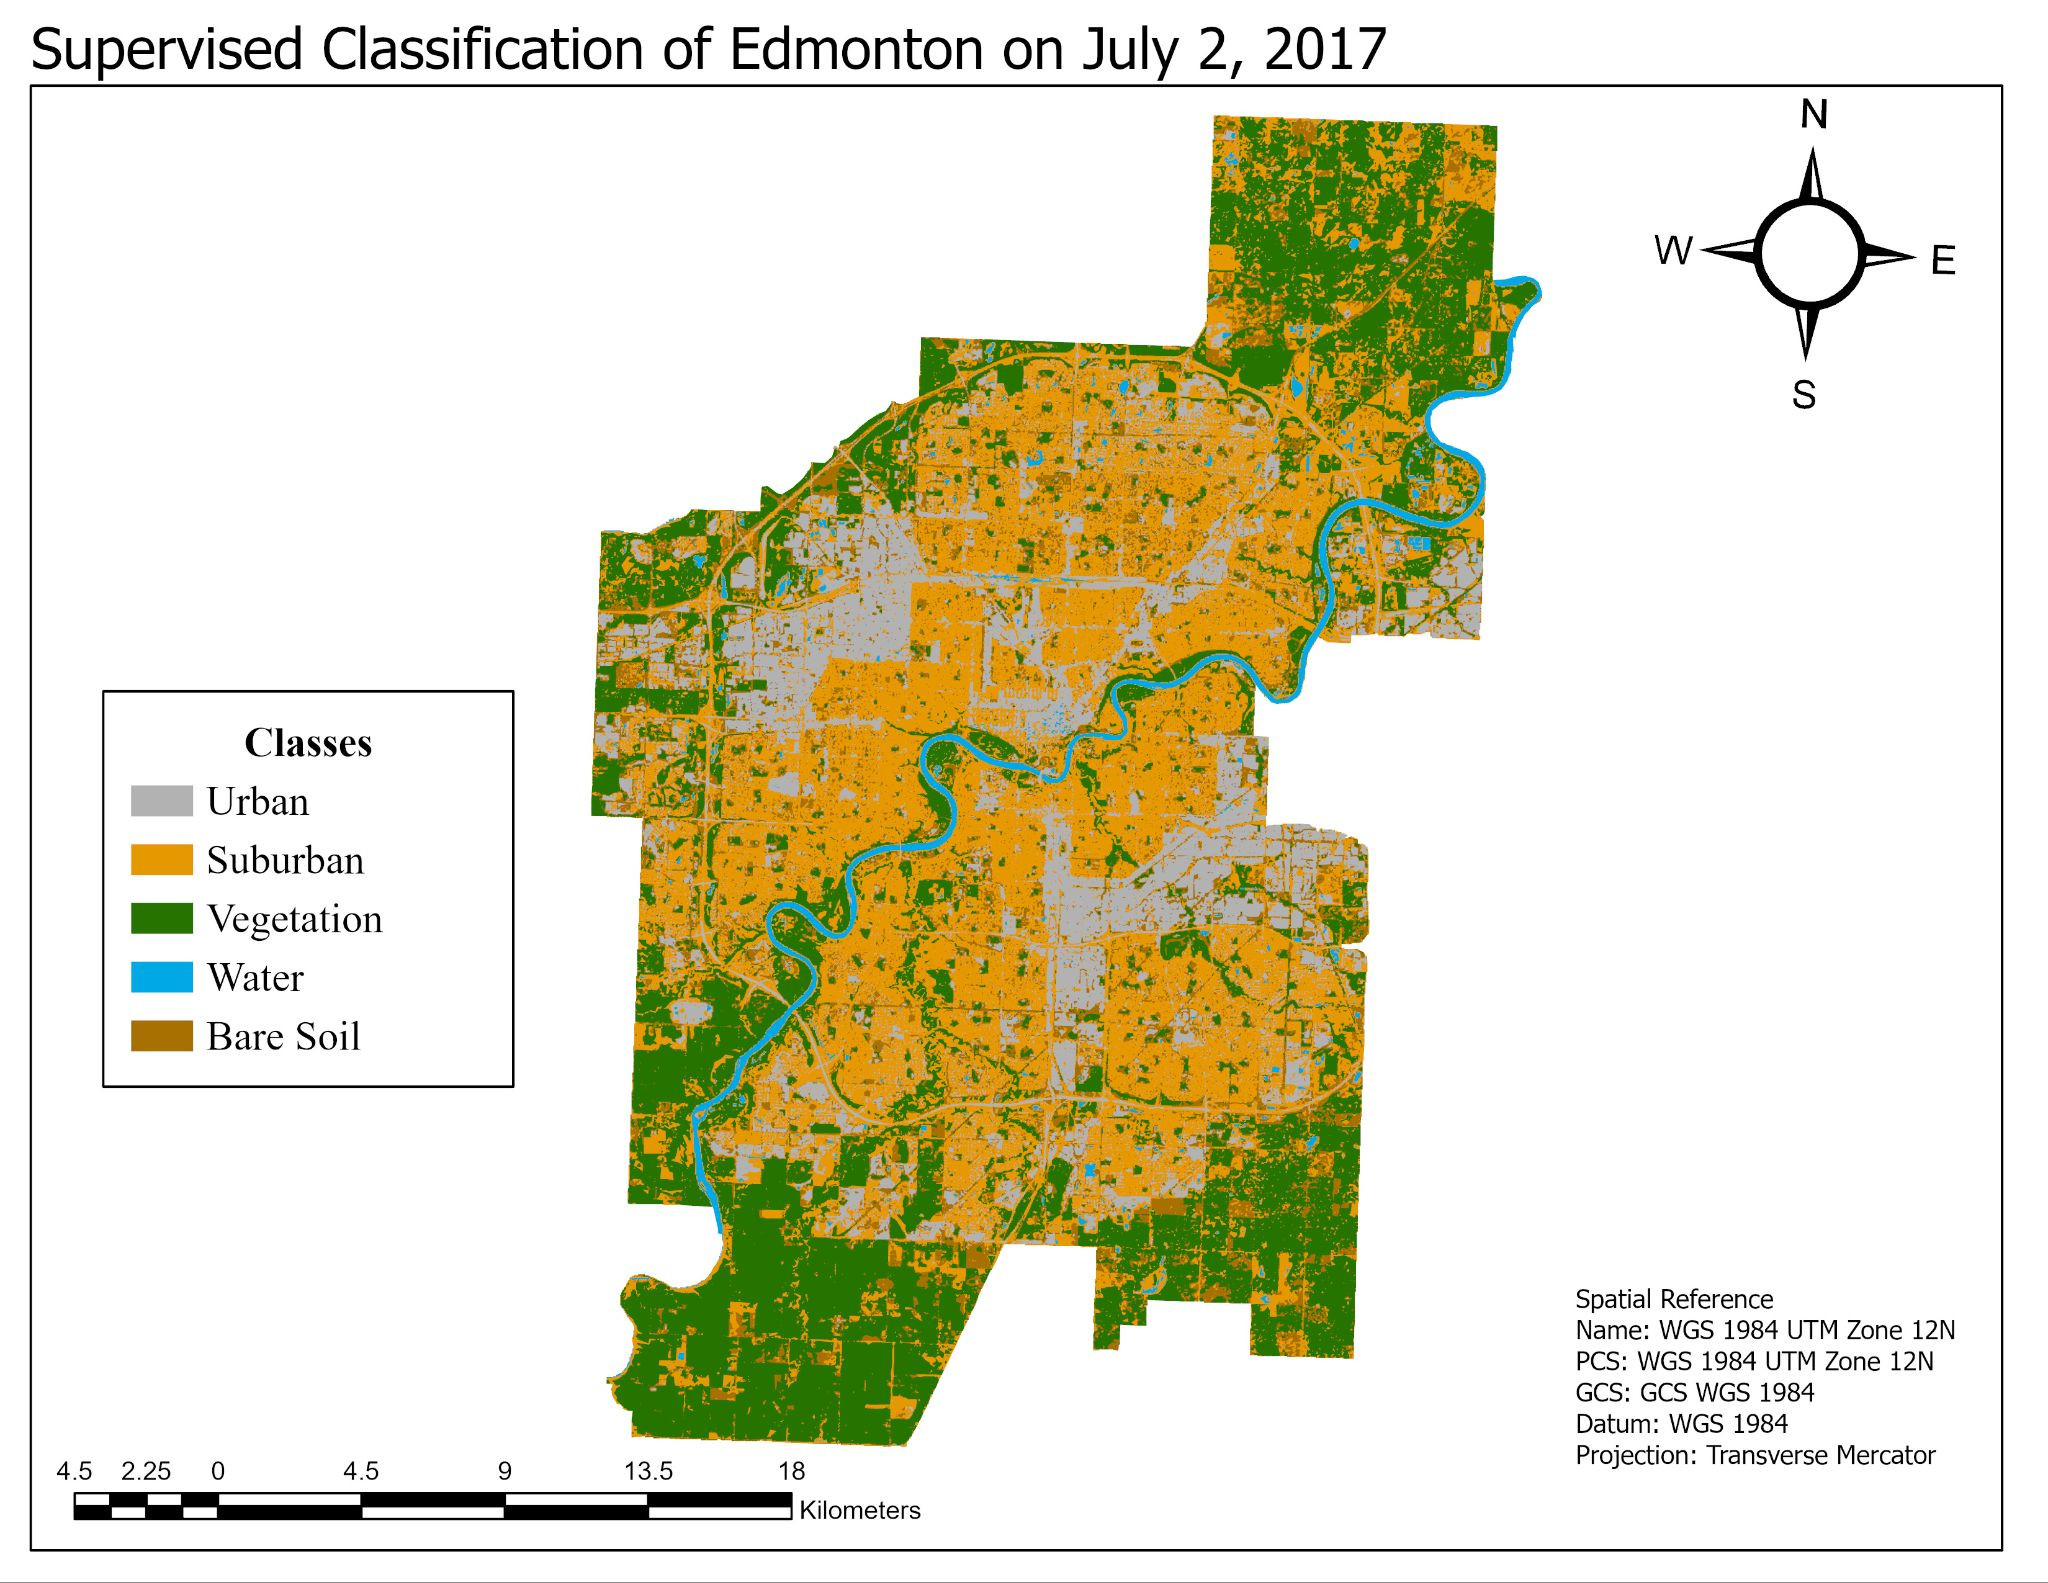 Supervised Classification of Edmonton on July 2, 2017
N
W
E
S
Classes
Urban
Suburban
Vegetation
Water
Bare Soil
Spatial Reference
Name: WGS 1984 UTM Zone 12N
PCS: WGS 1984 UTM Zone 12N
GCS: GCS WGS 1984
Datum: WGS 1984
Projection: Transverse Mercator
4.5 2.25 0 4.5 9 13.5 18
Kilometers